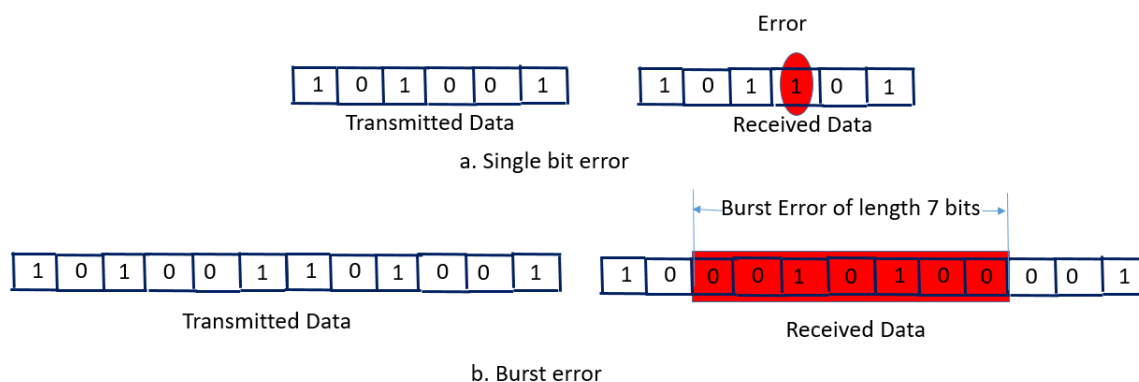 Error
1 0 1 0 0 1 1 0 1 1 0 1
Transmitted Data Received Data
a. Single bit error
Burst Error of length 7 bits
1 0 1 0 0 1 1 0 1 0 0 1 1 0 0 0 1 0 1 0 0 0 0 1
Transmitted Data Received Data
b. Burst error